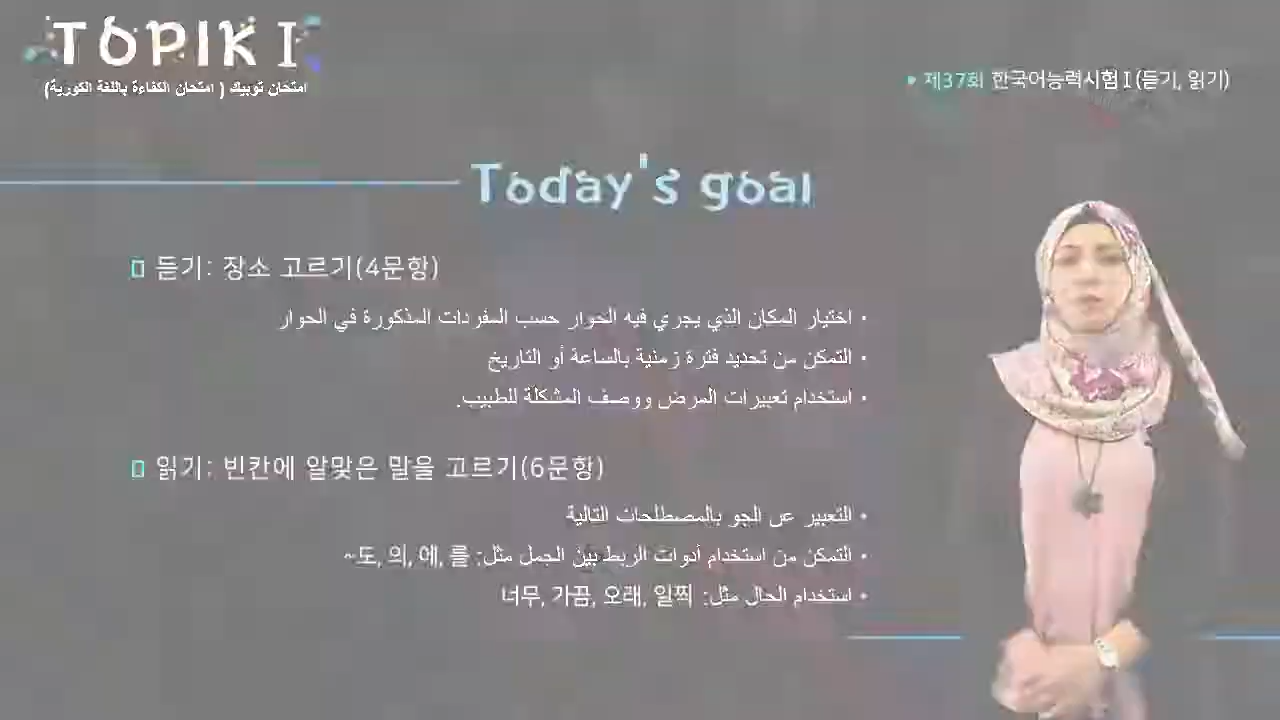 TOPIK I
امتحان توبيك ( امتحان الكفاءة باللغة الكورية)
• 제37회 한국어능력시험 I (듣기, 읽기)
Today's goal
듣기: 장소 고르기(4문항)
• اختيار المكان الذي يجري فيه الحوار حسب المفردات المذكورة في الحوار
• التمكن من تحديد فترة زمنية بالساعة أو التاريخ
• استخدام تعبيرات المرض ووصف المشكلة للطبيب.
읽기: 빈칸에 알맞은 말을 고르기(6문항)
• التعبير عن الجو بالمصطلحات التالية
• التمكن من استخدام أدوات الربط بين الجمل مثل: ~도, 의, 에, 를
• استخدام الحال مثل: 너무, 가끔, 오래, 일찍